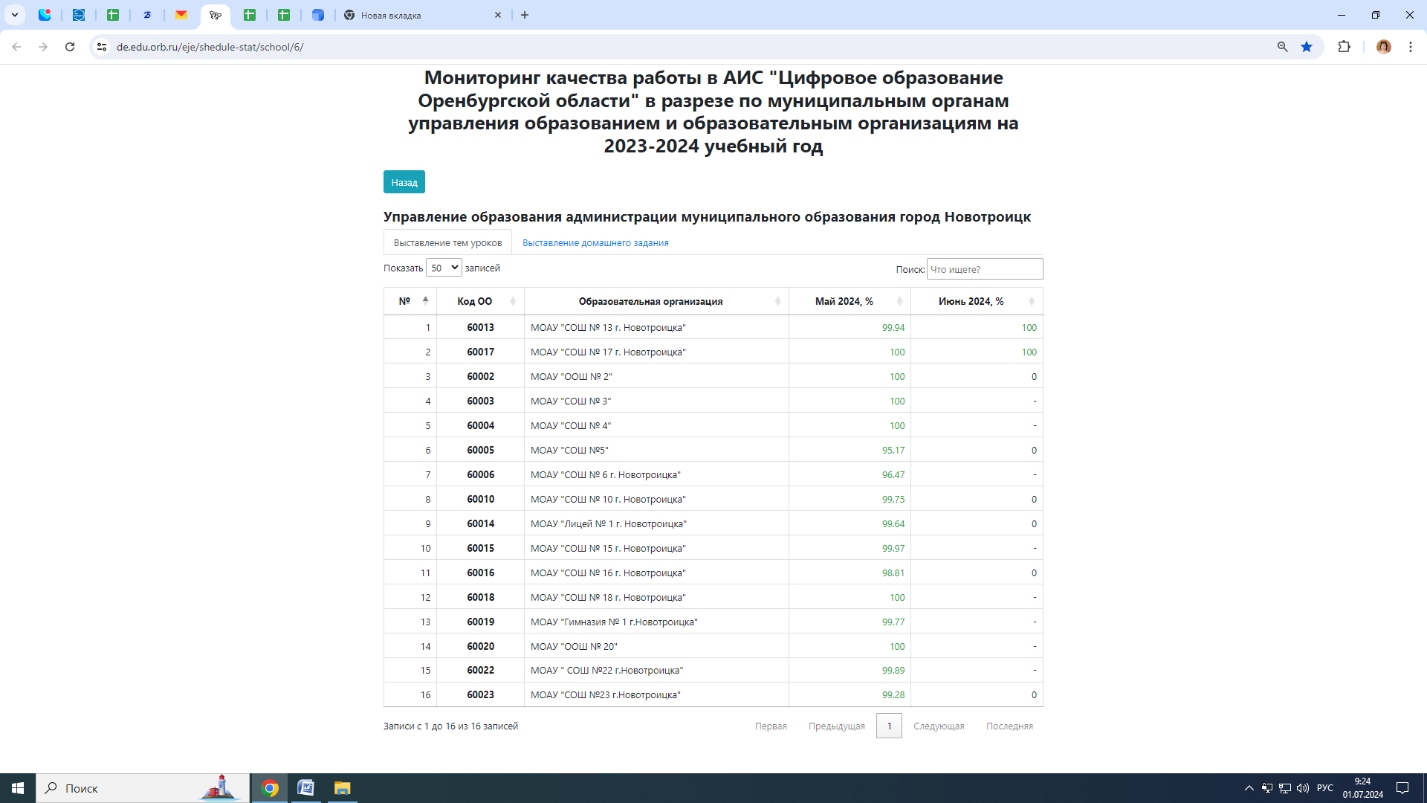 Новая вкладка
de.edu.orb.ru/eje/shedule-stat/school/6/
Мониторинг качества работы в АИС "Цифровое образование
Оренбургской области" в разрезе по муниципальным органам
управления образованием и образовательным организациям на
2023-2024 учебный год
Назад
Управление образования администрации муниципального образования город Новотроицк
Выставление тем уроков Выставление домашнего задания
Показать 50 записей Поиск: Что ищете?
№ Код ОО Образовательная организация Май 2024, % Июнь 2024, %
1 60013 МОАУ "СОШ № 13 г. Новотроицка" 99.94 100
2 60017 МОАУ "СОШ № 17 г. Новотроицка" 100 100
3 60002 МОАУ "ООШ № 2" 100 0
4 60003 МОАУ "СОШ № 3" 100 -
5 60004 МОАУ "СОШ № 4" 100 -
6 60005 МОАУ "СОШ №5" 95.17 0
7 60006 МОАУ "СОШ № 6 г. Новотроицка" 96.47 -
8 60010 МОАУ "СОШ № 10 г. Новотроицка" 99.75 0
9 60014 МОАУ "Лицей № 1 г. Новотроицка" 99.64 0
10 60015 МОАУ "СОШ № 15 г. Новотроицка" 99.97 -
11 60016 МОАУ "СОШ № 16 г. Новотроицка" 98.81 0
12 60018 МОАУ "СОШ № 18 г. Новотроицка" 100 -
13 60019 МОАУ "Гимназия № 1 г.Новотроицка" 99.77 -
14 60020 МОАУ "ООШ № 20" 100 -
15 60022 МОАУ " СОШ №22 г.Новотроицка" 99.89 -
16 60023 МОАУ "СОШ №23 г.Новотроицка" 99.28 0
Записи с 1 до 16 из 16 записей Первая Предыдущая 1 Следующая Последняя
Поиск РУС 9:24
01.07.2024